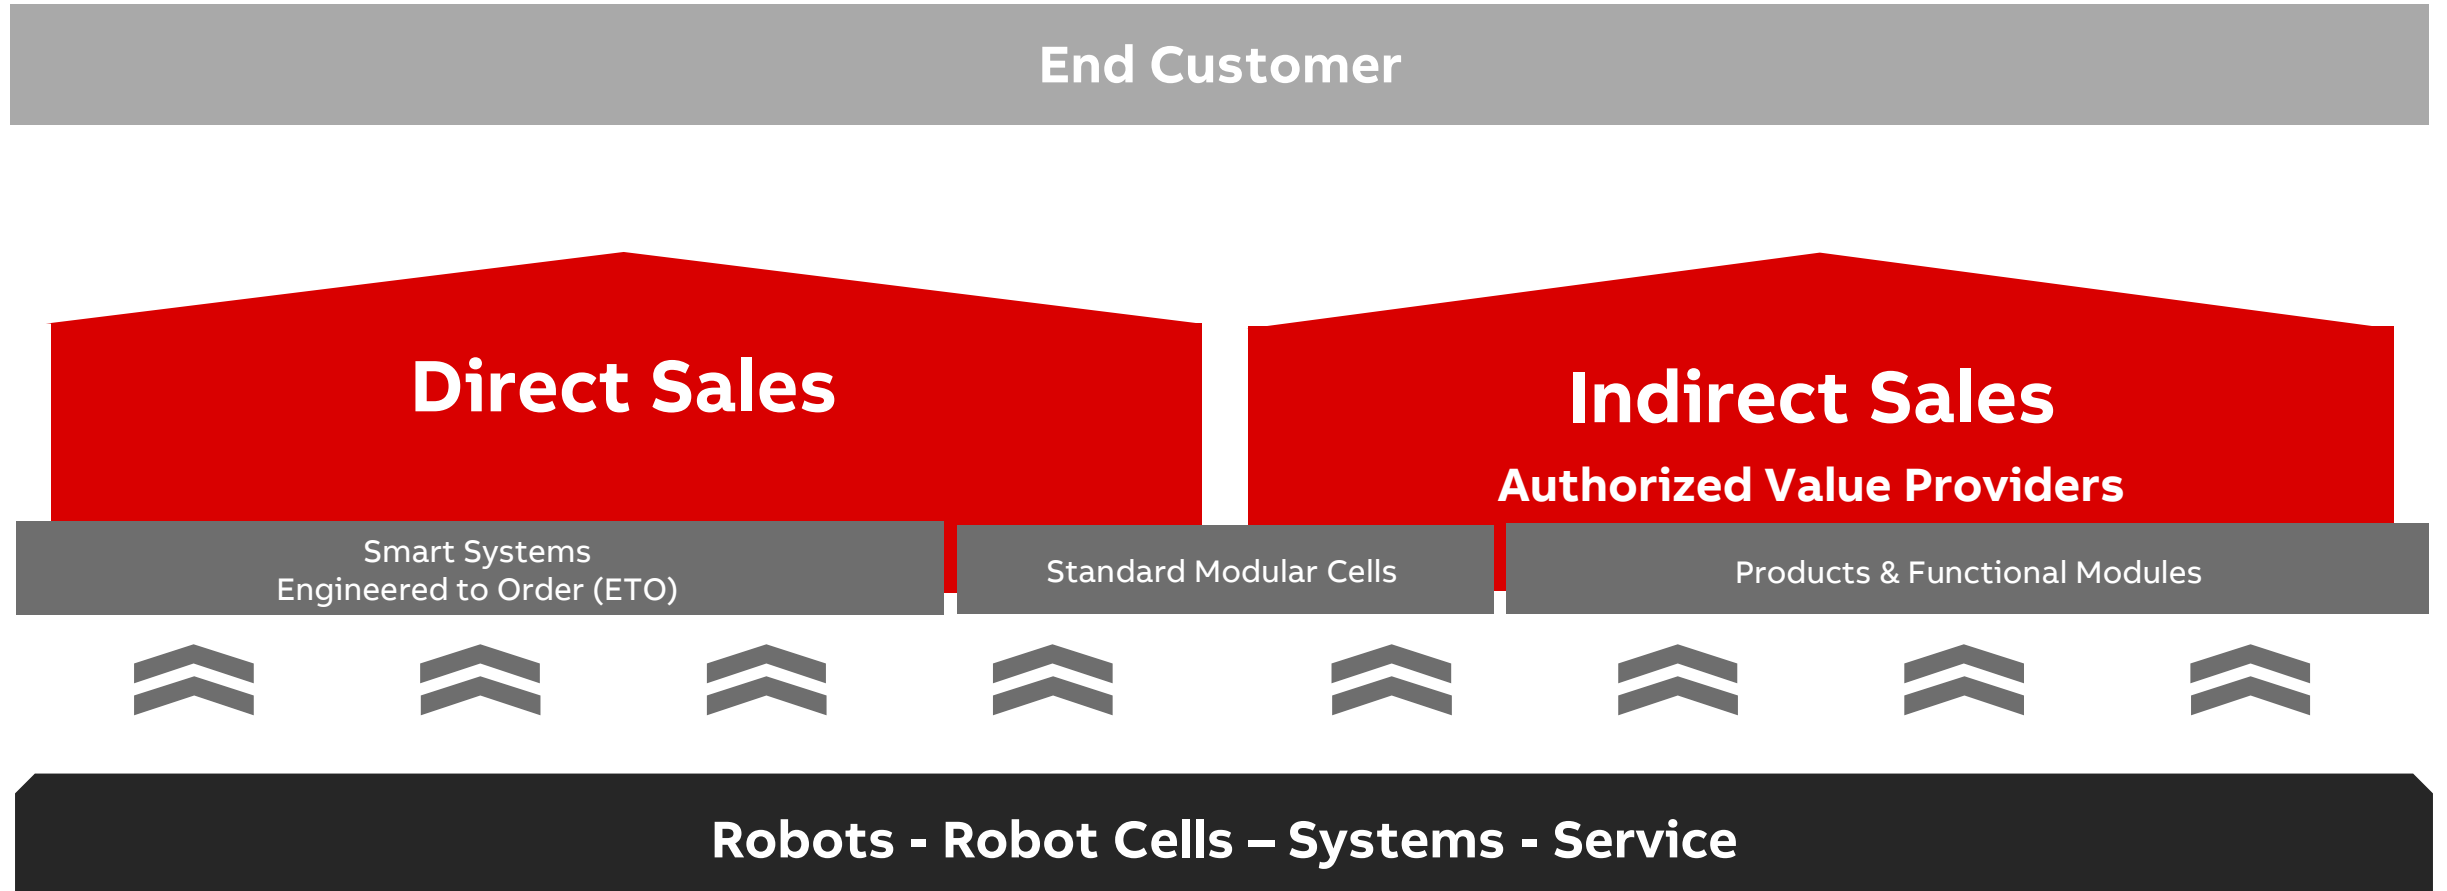 End Customer
Direct Sales
Indirect Sales
Authorized Value Providers
Smart Systems
Engineered to Order (ETO)
Standard Modular Cells
Products & Functional Modules
Robots - Robot Cells – Systems - Service